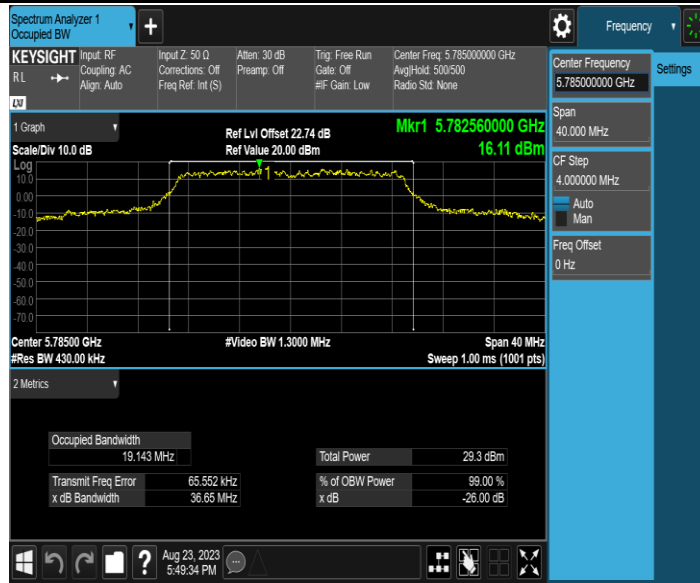 Spectrum Analyzer 1
Occupied BW
+
Frequency
KEYSIGHT
RL
LXI
Input: RF
Coupling: AC
Align: Auto
Input Z: 50 Ω
Corrections: Off
Freq Ref: Int (S)
Atten: 30 dB
Preamp: Off
Trig: Free Run
Gate: Off
#IF Gain: Low
Center Freq: 5.785000000 GHz
Avg|Hold: 500/500
Radio Std: None
Center Frequency
5.785000000 GHz
Settings
Span
40.000 MHz
CF Step
4.000000 MHz
Auto
Man
Freq Offset
0 Hz
1 Graph
Scale/Div 10.0 dB
Ref Lvl Offset 22.74 dB
Ref Value 20.00 dBm
Mkr1 5.782560000 GHz
16.11 dBm
Log
10.0
0.00
-10.0
-20.0
-30.0
-40.0
-50.0
-60.0
-70.0
1
Center 5.78500 GHz
#Res BW 430.00 kHz
#Video BW 1.3000 MHz
Span 40 MHz
Sweep 1.00 ms (1001 pts)
2 Metrics
Occupied Bandwidth
19.143 MHz
Total Power 29.3 dBm
Transmit Freq Error 65.552 kHz
% of OBW Power 99.00 %
x dB Bandwidth 36.65 MHz
x dB -26.00 dB
?
Aug 23, 2023
5:49:34 PM